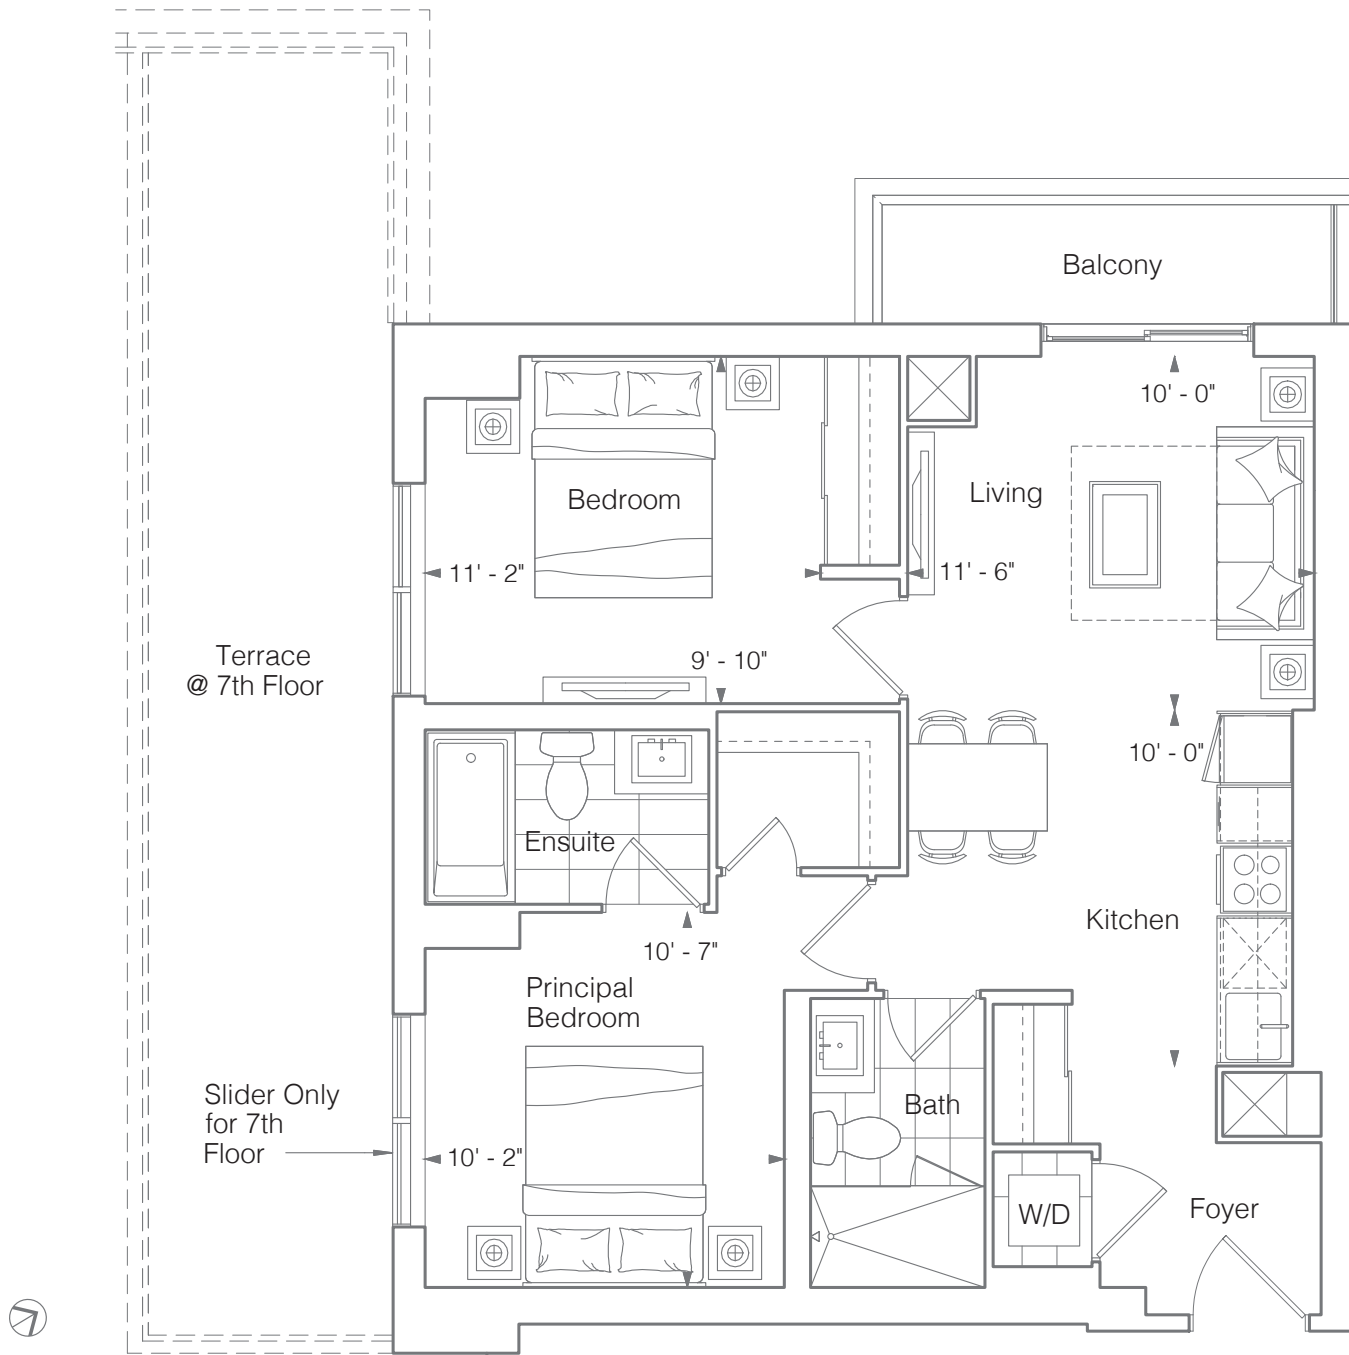 Balcony
10' - 0"
Bedroom
Living
11' - 2"
11' - 6"
9' - 10"
Terrace
@ 7th Floor
10' - 0"
Ensuite
Kitchen
10' - 7"
Principal
Bedroom
Slider Only
for 7th
Floor
10' - 2"
Bath
W/D
Foyer